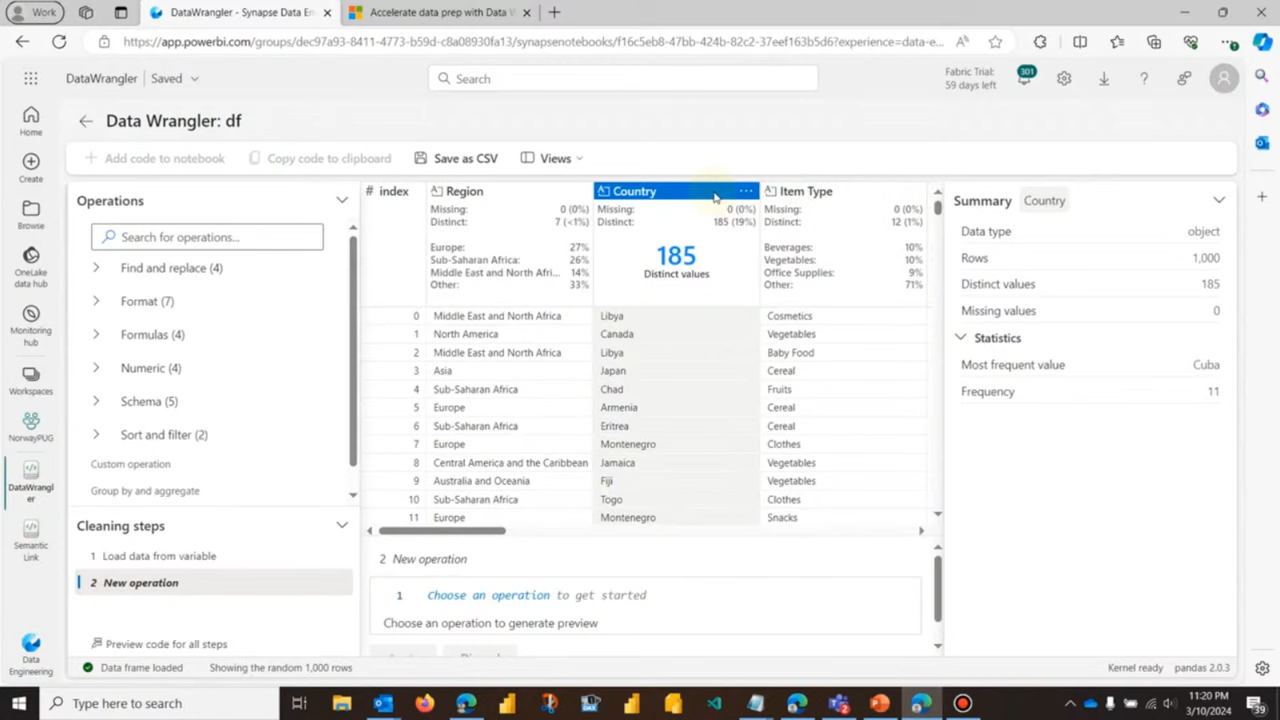 Work
DataWrangler - Synapse Data En
Accelerate data prep with Data W
https://app.powerbi.com/groups/dec97a93-8411-4773-b59d-c8a08930fa13/synapsenotebooks/f16c5eb8-47bb-424b-82c2-37eef163b5d6?experience=data-e...
DataWrangler Saved
Search
Fabric Trial:
59 days left
301
Home
Create
Browse
OneLake
data hub
Monitoring
hub
Workspaces
NorwayPUG
DataWrangl
er
Semantic
Link
Data
Engineering
Data Wrangler: df
Add code to notebook
Copy code to clipboard
Save as CSV
Views
Operations
Search for operations...
Find and replace (4)
Format (7)
Formulas (4)
Numeric (4)
Schema (5)
Sort and filter (2)
Custom operation
Group by and aggregate
Cleaning steps
1 Load data from variable
2 New operation
Preview code for all steps
# index Region Country ... Item Type
Missing: 0 (0%) Missing: 0 (0%) Missing: 0 (0%)
Distinct: 7 (<1%) Distinct: 185 (19%) Distinct: 12 (1%)
Europe: 27% 185 Beverages: 10%
Sub-Saharan Africa: 26% Distinct values Vegetables: 10%
Middle East and North Afri... 14% Office Supplies: 9%
Other: 33% Other: 71%
0 Middle East and North Africa Libya Cosmetics
1 North America Canada Vegetables
2 Middle East and North Africa Libya Baby Food
3 Asia Japan Cereal
4 Sub-Saharan Africa Chad Fruits
5 Europe Armenia Cereal
6 Sub-Saharan Africa Eritrea Cereal
7 Europe Montenegro Clothes
8 Central America and the Caribbean Jamaica Vegetables
9 Australia and Oceania Fiji Vegetables
10 Sub-Saharan Africa Togo Clothes
11 Europe Montenegro Snacks
2 New operation
1 Choose an operation to get started
Choose an operation to generate preview
Summary Country
Data type object
Rows 1,000
Distinct values 185
Missing values 0
Statistics
Most frequent value Cuba
Frequency 11
Data frame loaded Showing the random 1,000 rows
Kernel ready pandas 2.0.3
Type here to search
11:20 PM
3/10/2024
39